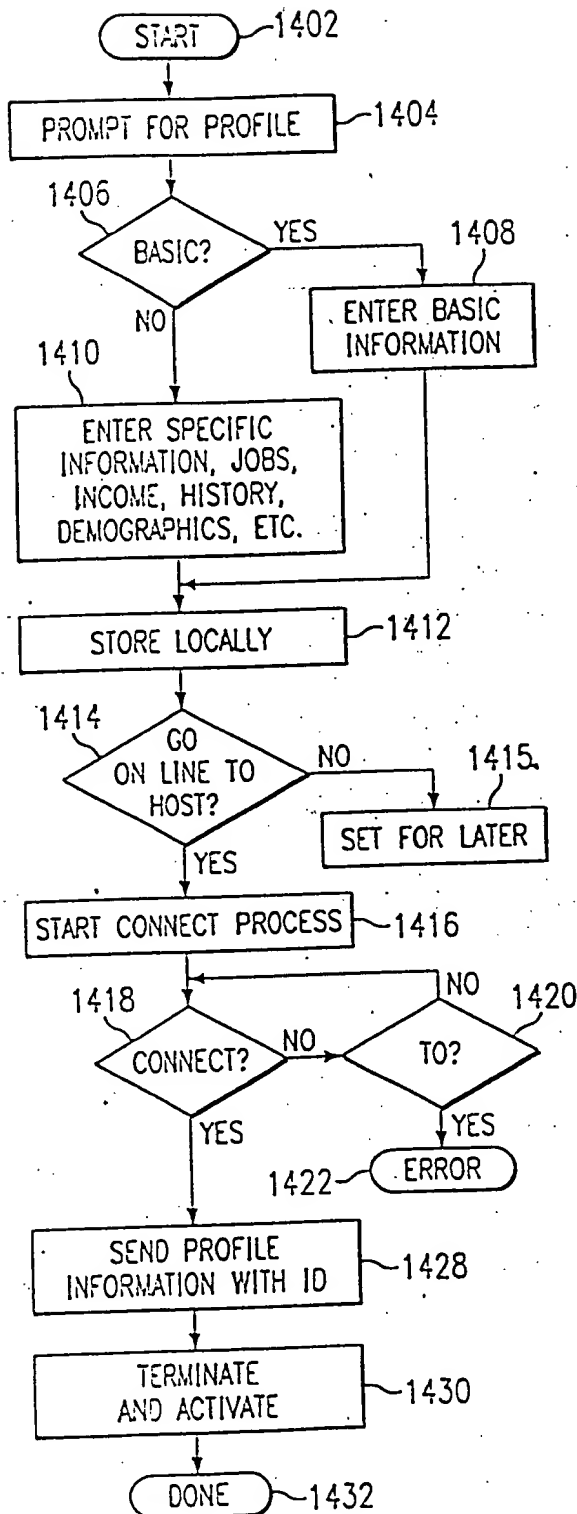 START
1402
PROMPT FOR PROFILE
1404
1406
BASIC?
YES
1408
NO
ENTER BASIC
INFORMATION
1410
ENTER SPECIFIC
INFORMATION, JOBS,
INCOME, HISTORY,
DEMOGRAPHICS, ETC.
STORE LOCALLY
1412
1414
GO
ON LINE TO
HOST?
NO
1415
SET FOR LATER
YES
START CONNECT PROCESS
1416
1418
CONNECT?
NO
TO?
NO
1420
YES
YES
1422
ERROR
SEND PROFILE
INFORMATION WITH ID
1428
TERMINATE
AND ACTIVATE
1430
DONE
1432